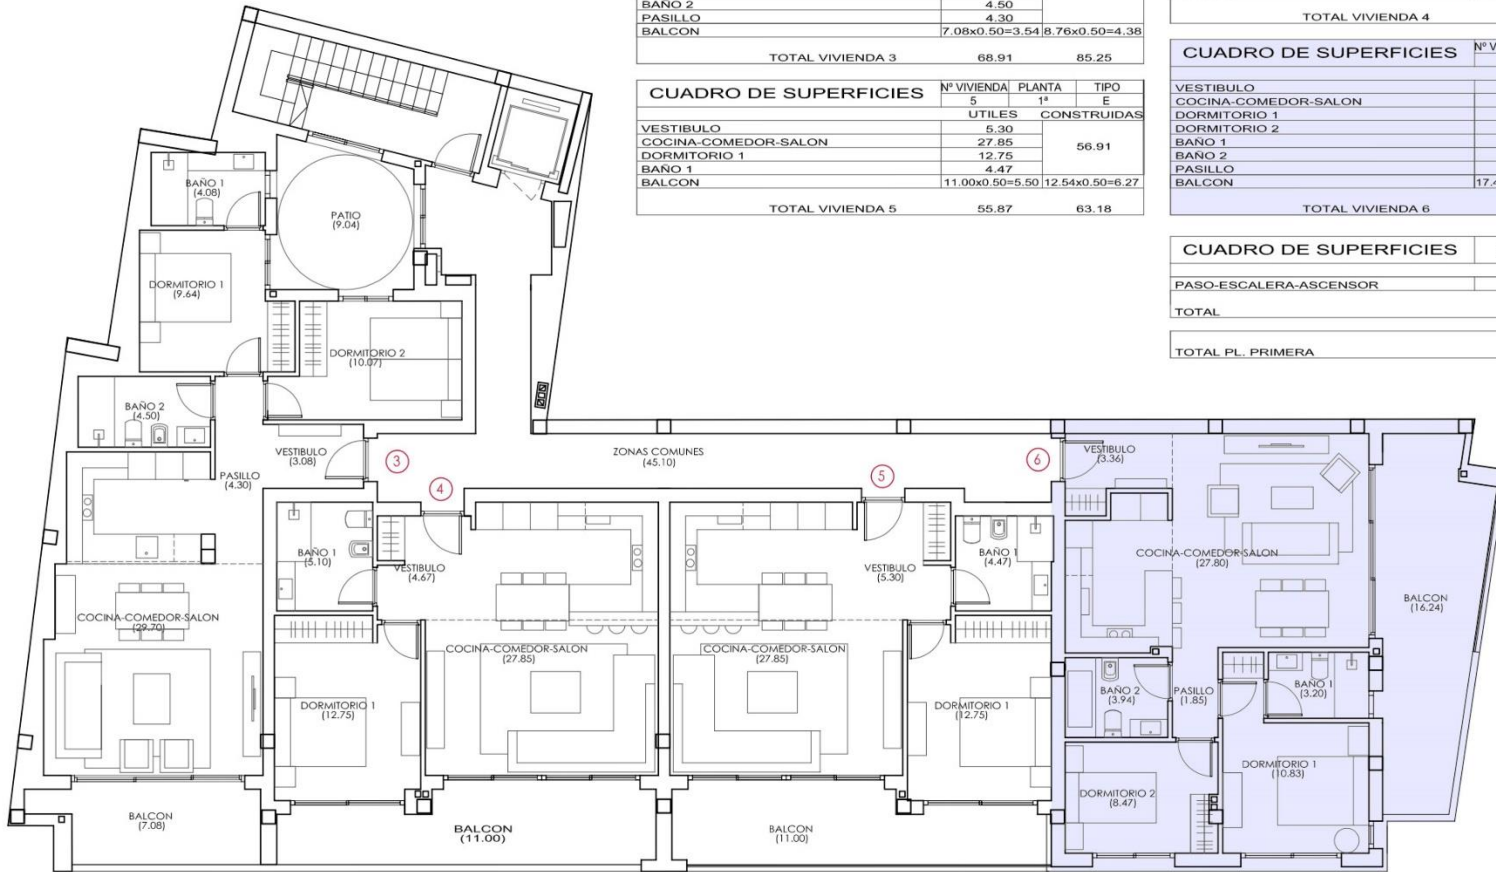 BAÑO 2 4.50
PASILLO 4.30
BALCON 7.08x0.50=3.54 8.76x0.50=4.38
TOTAL VIVIENDA 3 68.91 85.25
TOTAL VIVIENDA 4
CUADRO DE SUPERFICIES Nº VIVIENDA PLANTA TIPO
5 1ª E
UTILES CONSTRUIDAS
VESTIBULO 5.30
COCINA-COMEDOR-SALON 27.85
56.91
DORMITORIO 1 12.75
BAÑO 1 4.47
BALCON 11.00x0.50=5.50 12.54x0.50=6.27
TOTAL VIVIENDA 5 55.87 63.18
CUADRO DE SUPERFICIES Nº V
VESTIBULO
COCINA-COMEDOR-SALON
DORMITORIO 1
DORMITORIO 2
BAÑO 1
BAÑO 2
PASILLO
BALCON 17.4
TOTAL VIVIENDA 6
CUADRO DE SUPERFICIES
PASO-ESCALERA-ASCENSOR
TOTAL
TOTAL PL. PRIMERA
BAÑO 1
(4.08)
PATIO
(9.04)
DORMITORIO 1
(9.64)
DORMITORIO 2
(10.07)
BAÑO 2
(4.50)
VESTIBULO
(3.08)
PASILLO
(4.30)
3
4
ZONAS COMUNES
(45.10)
5
6
VESTIBULO
(3.36)
BAÑO 1
(5.10)
VESTIBULO
(4.67)
VESTIBULO
(5.30)
BAÑO 1
(4.47)
COCINA-COMEDOR-SALON
(27.80)
BALCON
(16.24)
COCINA-COMEDOR-SALON
(29.70)
COCINA-COMEDOR-SALON
(27.85)
COCINA-COMEDOR-SALON
(27.85)
DORMITORIO 1
(12.75)
DORMITORIO 1
(12.75)
BAÑO 2
(3.94)
PASILLO
(1.85)
BAÑO 1
(3.20)
DORMITORIO 1
(10.83)
DORMITORIO 2
(8.47)
BALCON
(7.08)
BALCON
(11.00)
BALCON
(11.00)